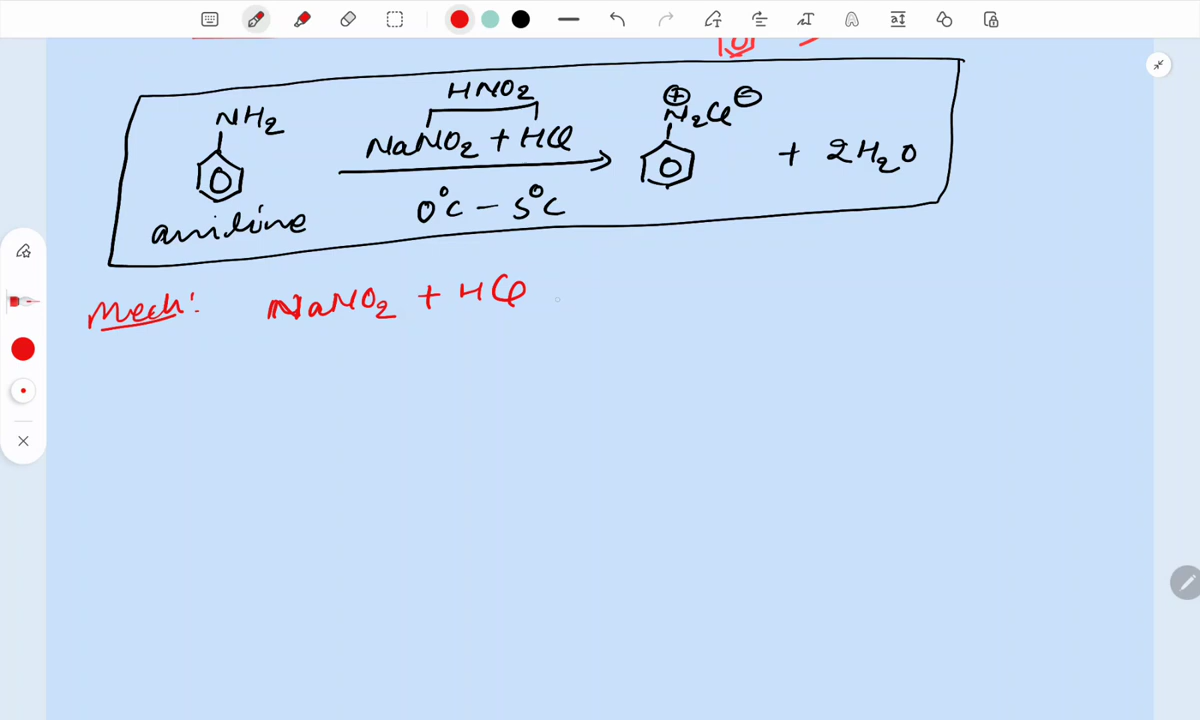 HNO2
NH2 NaNO2 + HCl N2Cl + 2H2O
0°C - 5°C
aniline
Mech: NaNO2 + HCl